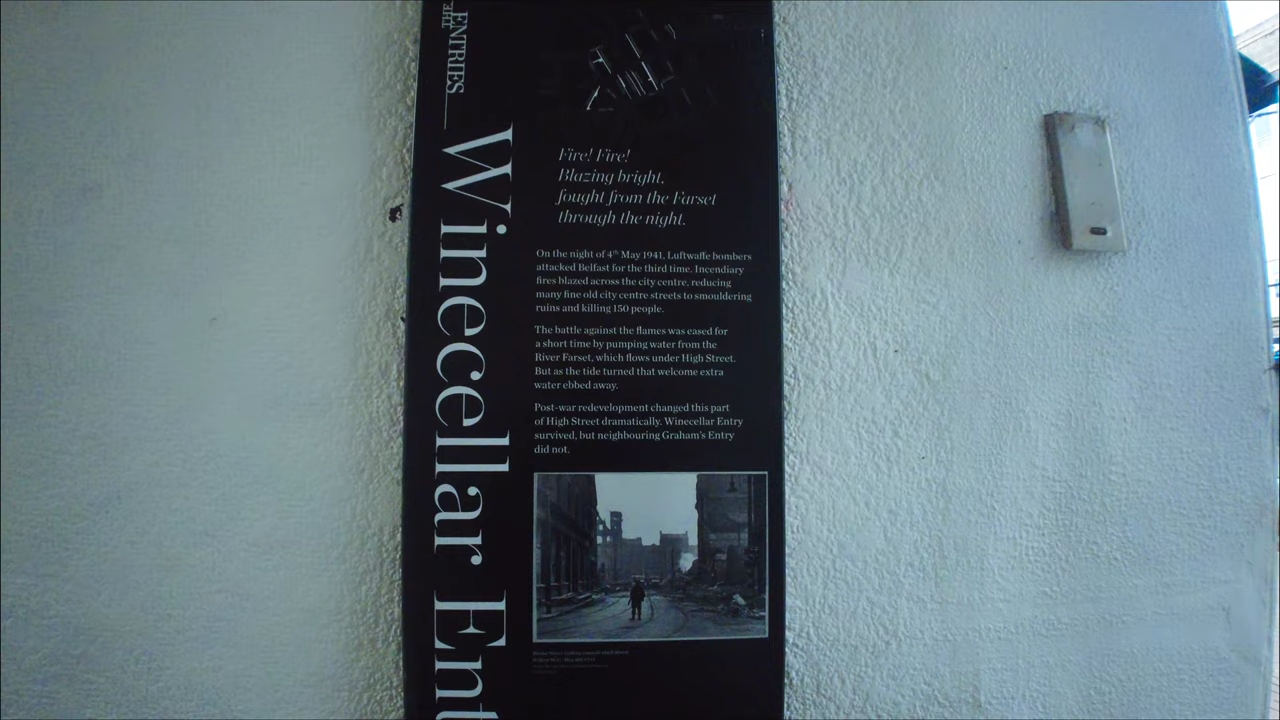 THE
ENTRIES
Winecellar Ent
Fire! Fire!
Blazing bright,
fought from the Farset
through the night.
On the night of 4th May 1941, Luftwaffe bombers
attacked Belfast for the third time. Incendiary
fires blazed across the city centre, reducing
many fine old city centre streets to smouldering
ruins and killing 150 people.
The battle against the flames was eased for
a short time by pumping water from the
River Farset, which flows under High Street.
But as the tide turned that welcome extra
water ebbed away.
Post-war redevelopment changed this part
of High Street dramatically. Winecellar Entry
survived, but neighbouring Graham's Entry
did not.